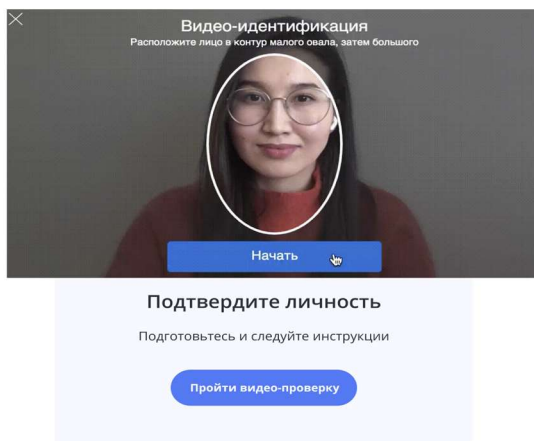 Видео-идентификация
Расположите лицо в контур малого овала, затем большого
Начать
Подтвердите личность
Подготовьтесь и следуйте инструкции
Пройти видео-проверку